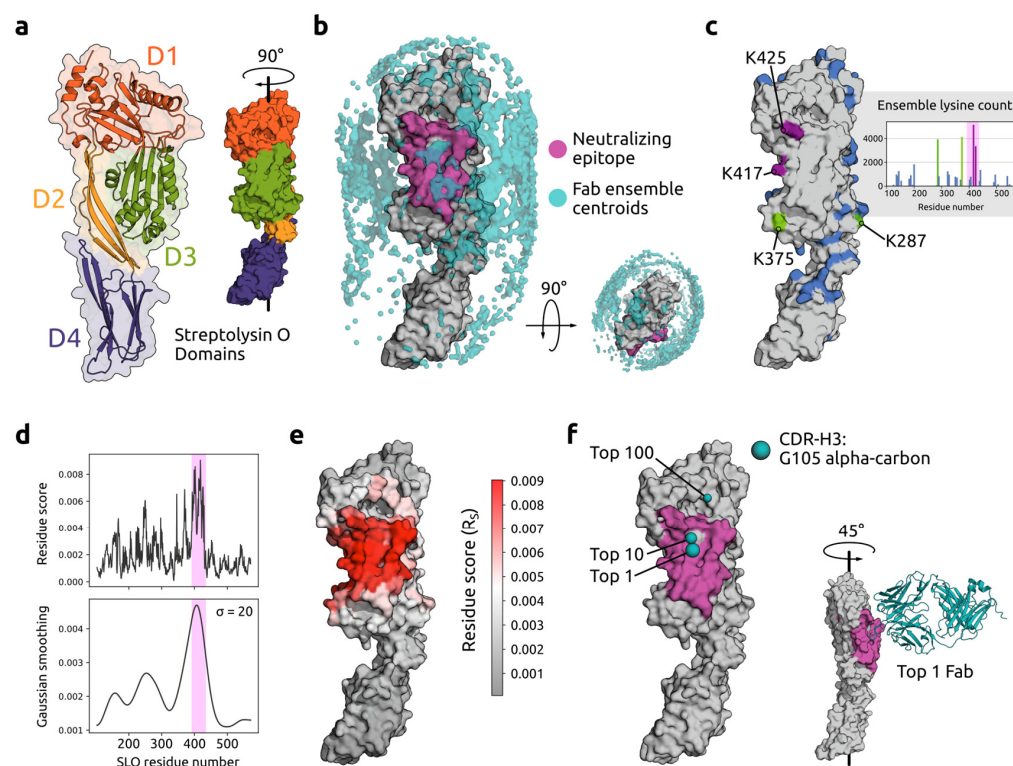 a
D1
D2
D3
D4
90°
Streptolysin O
Domains
b
Neutralizing
epitope
Fab ensemble
centroids
90°
c
K425
K417
K375
K287
Ensemble lysine count
4000
2000
0
100
200
300
400
500
Residue number
d
Residue score
0.008
0.006
0.004
0.002
0.000
Gaussian smoothing
σ = 20
0.004
0.003
0.002
0.001
200
300
400
500
SLO residue number
e
0.009
0.008
0.007
0.006
0.005
0.004
0.003
0.002
0.001
Residue score (RS)
f
CDR-H3:
G105 alpha-carbon
Top 100
Top 10
Top 1
45°
Top 1 Fab